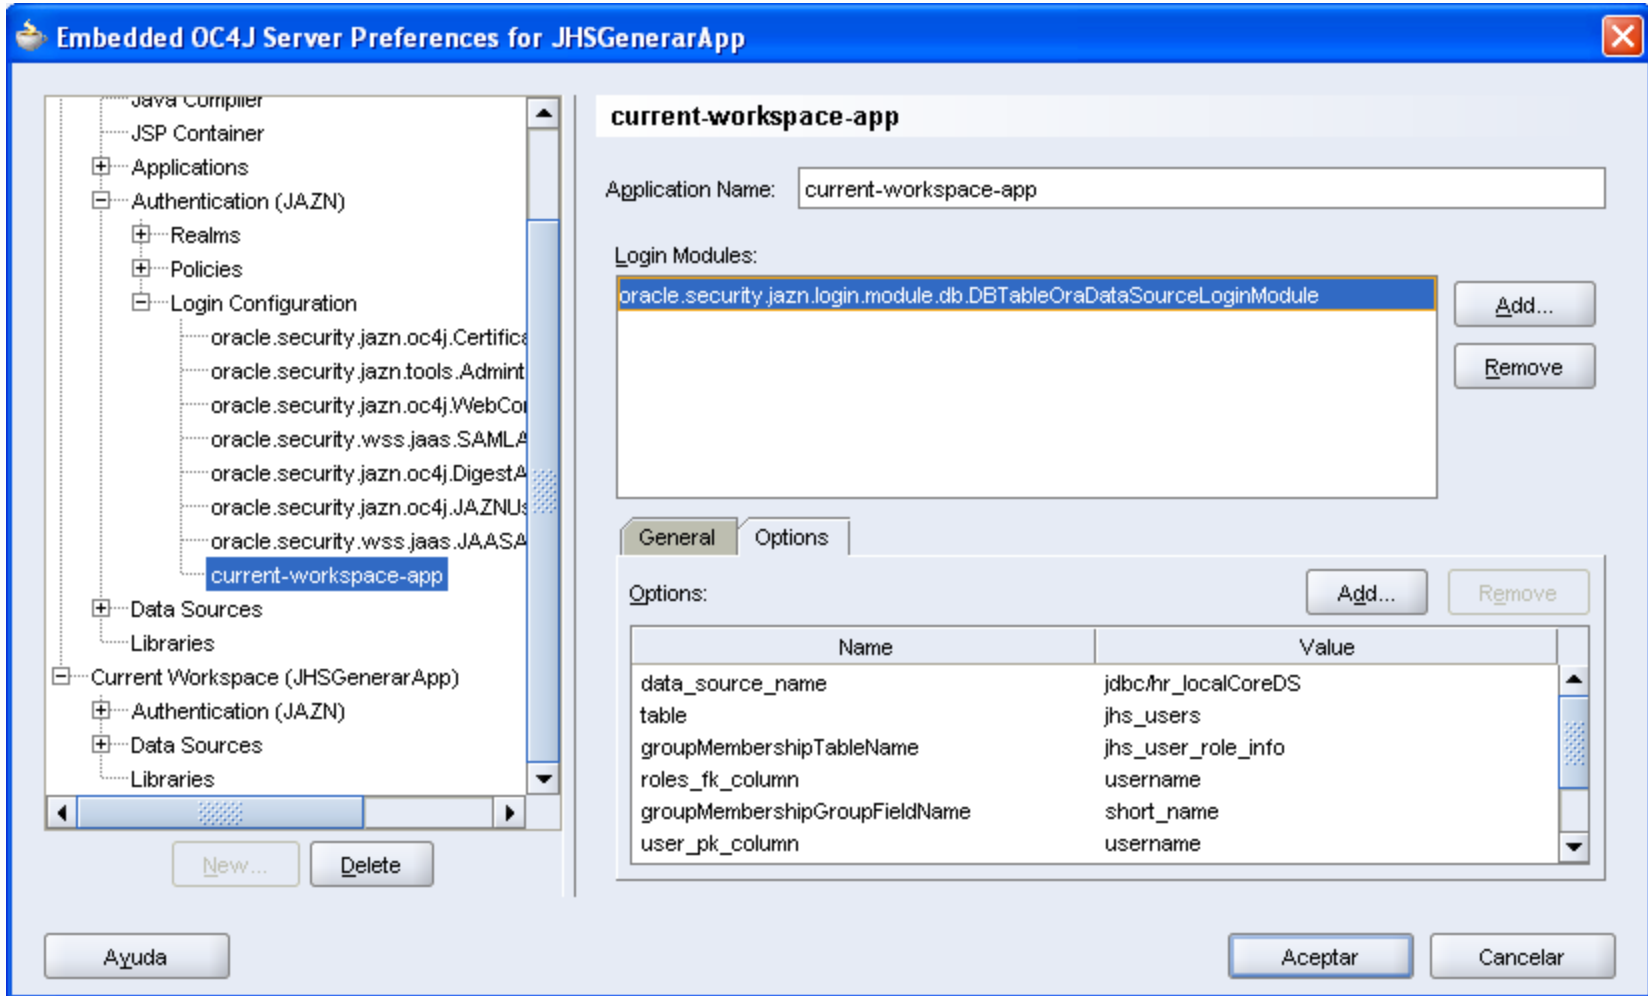 Embedded OC4J Server Preferences for JHSGenerarApp
Java Compiler
JSP Container
Applications
Authentication (JAZN)
Realms
Policies
Login Configuration
oracle.security.jazn.oc4j.Certifica
oracle.security.jazn.tools.Admint
oracle.security.jazn.oc4j.WebCor
oracle.security.wss.jaas.SAMLA
oracle.security.jazn.oc4j.DigestA
oracle.security.jazn.oc4j.JAZNUs
oracle.security.wss.jaas.JAASA
current-workspace-app
Data Sources
Libraries
Current Workspace (JHSGenerarApp)
Authentication (JAZN)
Data Sources
Libraries
New...
Delete
current-workspace-app
Application Name: current-workspace-app
Login Modules:
oracle.security.jazn.login.module.db.DBTableOraDataSourceLoginModule
Add...
Remove
General Options
Options:
Add... Remove
Name Value
data_source_name jdbc/hr_localCoreDS
table jhs_users
groupMembershipTableName jhs_user_role_info
roles_fk_column username
groupMembershipGroupFieldName short_name
user_pk_column username
Ayuda
Aceptar
Cancelar